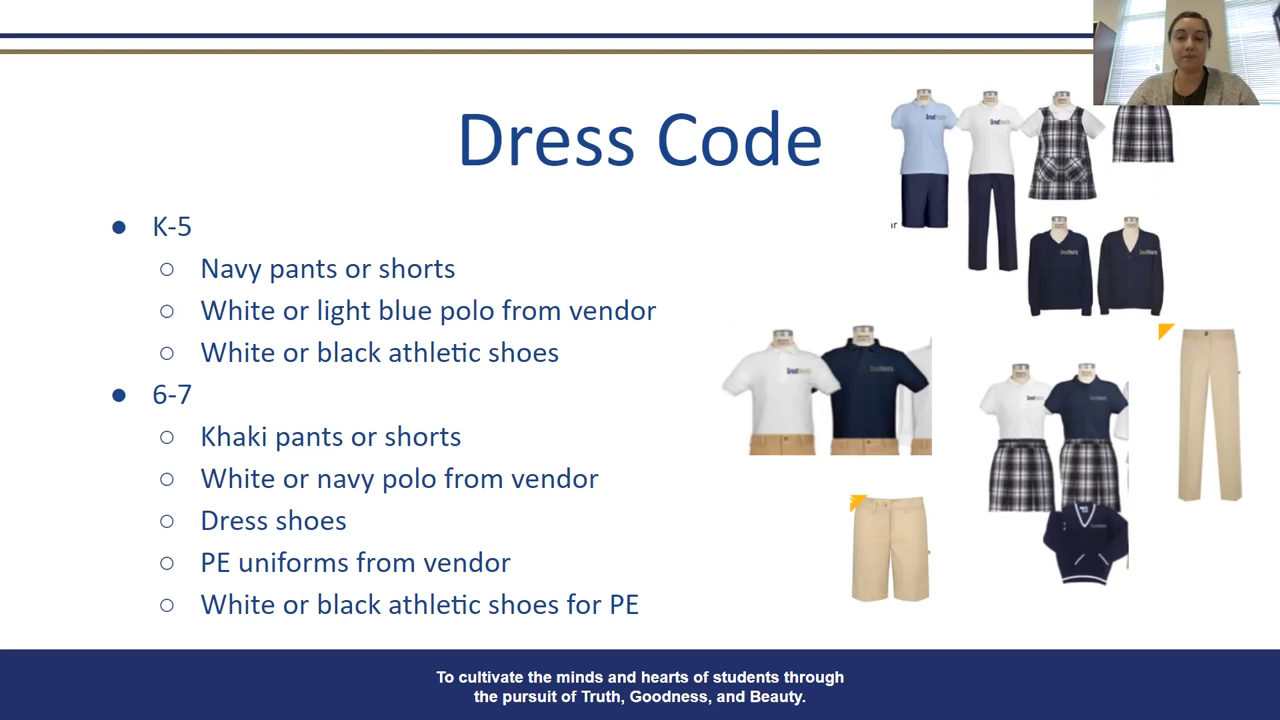 Dress Code
● K-5
○ Navy pants or shorts
○ White or light blue polo from vendor
○ White or black athletic shoes
● 6-7
○ Khaki pants or shorts
○ White or navy polo from vendor
○ Dress shoes
○ PE uniforms from vendor
○ White or black athletic shoes for PE
To cultivate the minds and hearts of students through
the pursuit of Truth, Goodness, and Beauty.